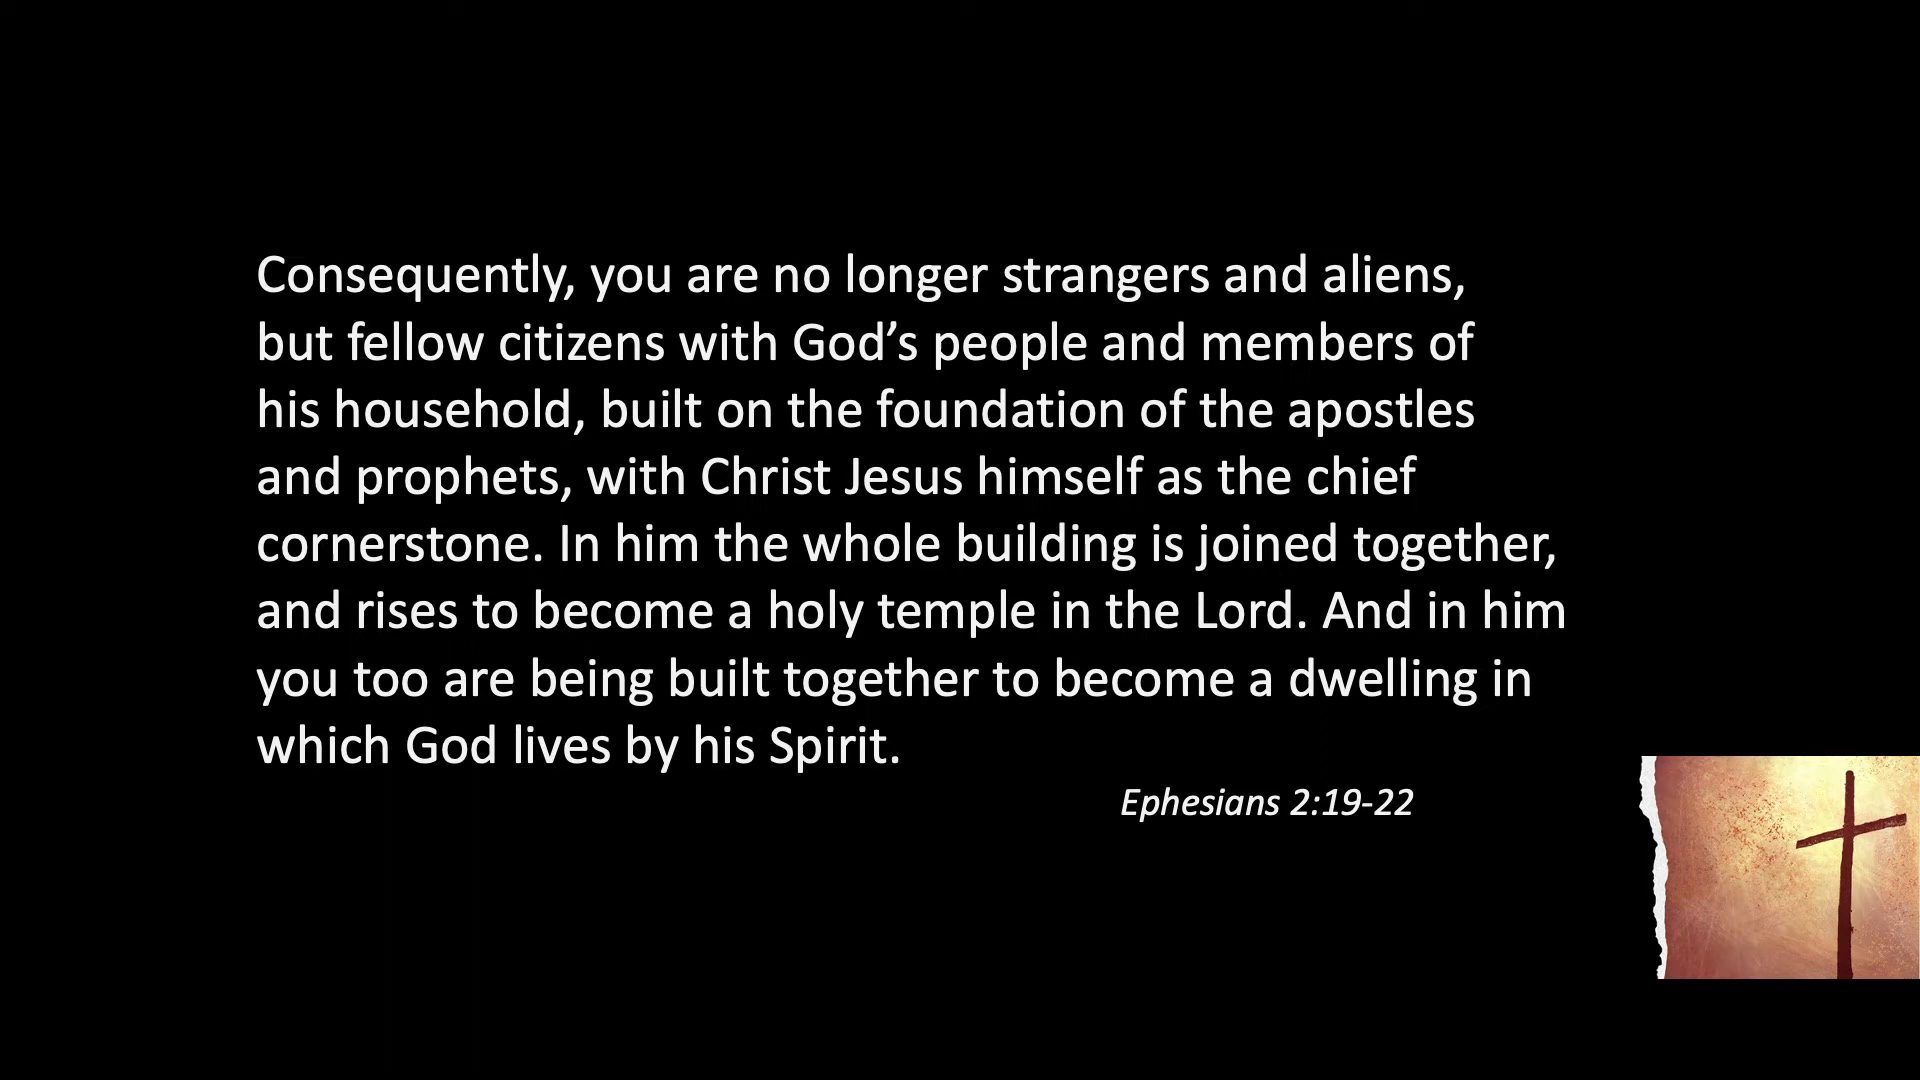 Consequently, you are no longer strangers and aliens,
but fellow citizens with God’s people and members of
his household, built on the foundation of the apostles
and prophets, with Christ Jesus himself as the chief
cornerstone. In him the whole building is joined together,
and rises to become a holy temple in the Lord. And in him
you too are being built together to become a dwelling in
which God lives by his Spirit.
Ephesians 2:19-22